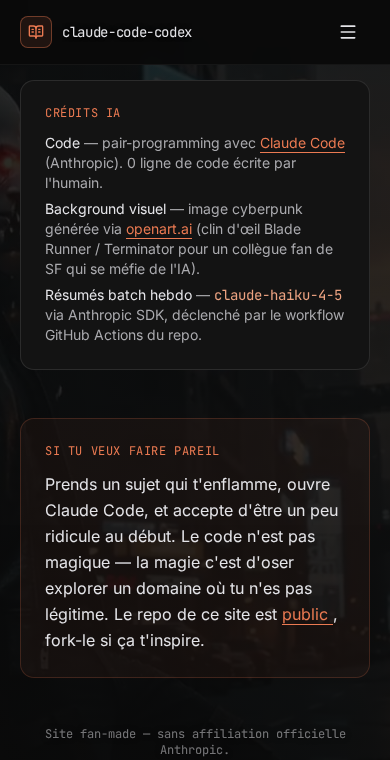 claude-code-codex
CRÉDITS IA
Code — pair-programming avec Claude Code
(Anthropic). 0 ligne de code écrite par
l'humain.
Background visuel — image cyberpunk
générée via openart.ai (clin d'œil Blade
Runner / Terminator pour un collègue fan de
SF qui se méfie de l'IA).
Résumés batch hebdo — claude-haiku-4-5
via Anthropic SDK, déclenché par le workflow
GitHub Actions du repo.
SI TU VEUX FAIRE PAREIL
Prends un sujet qui t'enflamme, ouvre
Claude Code, et accepte d'être un peu
ridicule au début. Le code n'est pas
magique — la magie c'est d'oser
explorer un domaine où tu n'es pas
légitime. Le repo de ce site est public ,
fork-le si ça t'inspire.
Site fan-made — sans affiliation officielle
Anthropic.